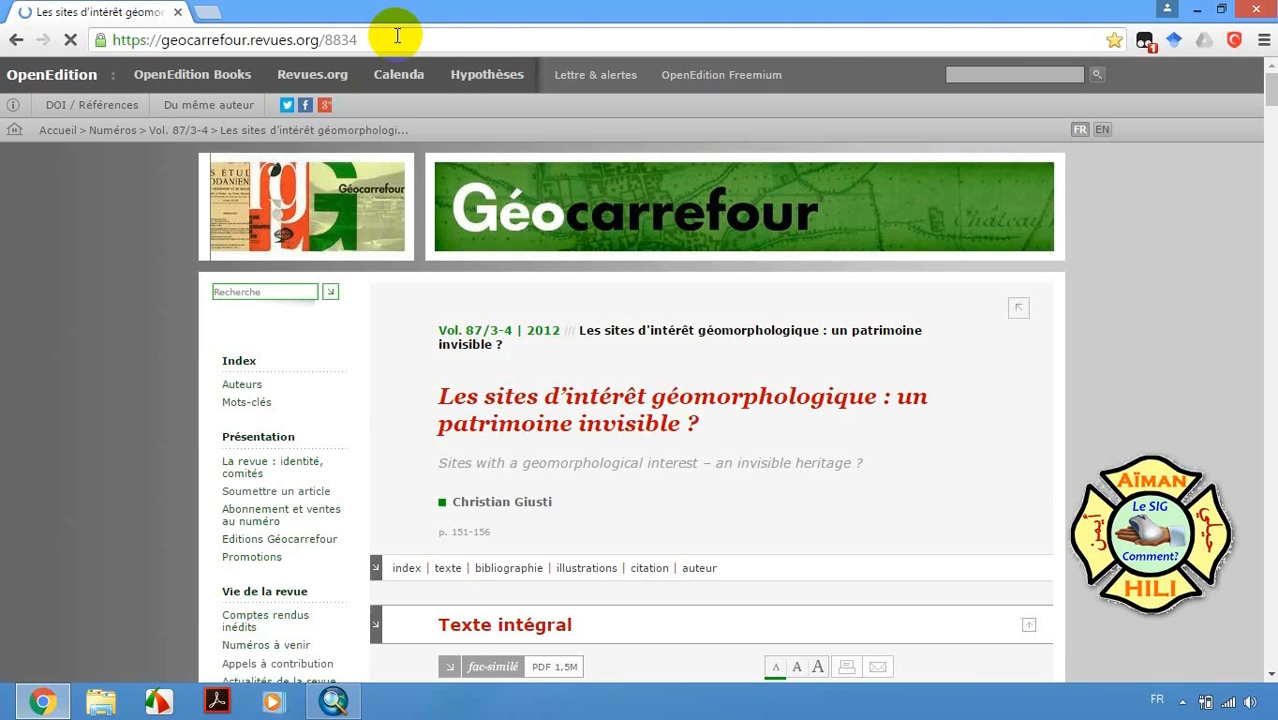 Les sites d'intérêt géomor
https://geocarrefour.revues.org/8834
OpenEdition : OpenEdition Books Revues.org Calenda Hypothèses Lettre & alertes OpenEdition Freemium
DOI / Références Du même auteur
Accueil > Numéros > Vol. 87/3-4 > Les sites d'intérêt géomorphologi... FR EN
Géocarrefour
Géocarrefour
Recherche
Vol. 87/3-4 | 2012 /// Les sites d'intérêt géomorphologique : un patrimoine
invisible ?
Index
Auteurs
Mots-clés
Les sites d'intérêt géomorphologique : un
patrimoine invisible ?
Présentation
La revue : identité,
comités
Soumettre un article
Abonnement et ventes
au numéro
Editions Géocarrefour
Promotions
Sites with a geomorphological interest – an invisible heritage ?
Christian Giusti
p. 151-156
index | texte | bibliographie | illustrations | citation | auteur
Vie de la revue
Comptes rendus
inédits
Numéros à venir
Appels à contribution
Actualités de la revue
Texte intégral
fac-similé PDF 1,5M
A A A
AÏMAN
Le SIG
Comment?
HILI
أيمن
حيلي
FR